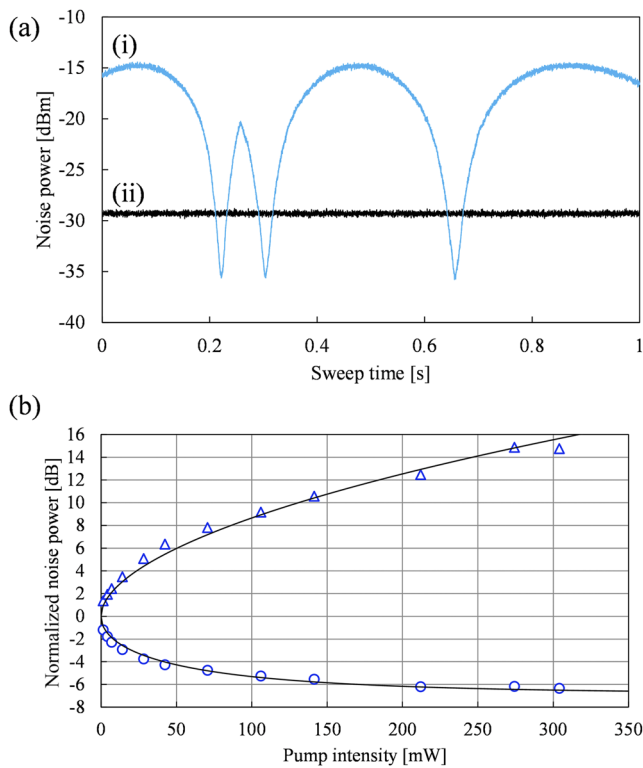 (a)
-10
(i)
-15
-20
-25
(ii)
-30
-35
-40
Noise power [dBm]
0 0.2 0.4 0.6 0.8 1
Sweep time [s]
(b)
16
14
12
10
8
6
4
2
0
-2
-4
-6
-8
Normalized noise power [dB]
0 50 100 150 200 250 300 350
Pump intensity [mW]